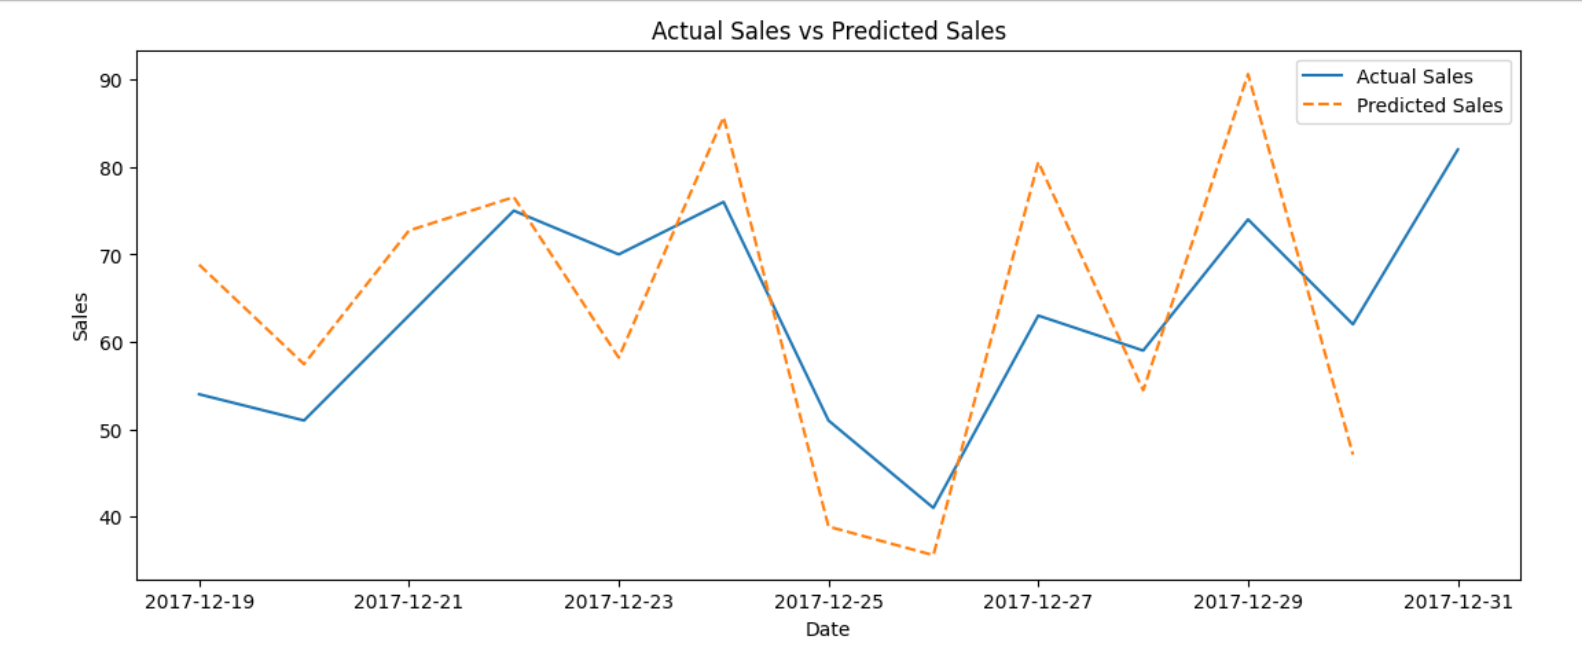 Actual Sales vs Predicted Sales
Actual Sales
Predicted Sales
90
80
70
60
50
40
Sales
2017-12-19 2017-12-21 2017-12-23 2017-12-25 2017-12-27 2017-12-29 2017-12-31
Date